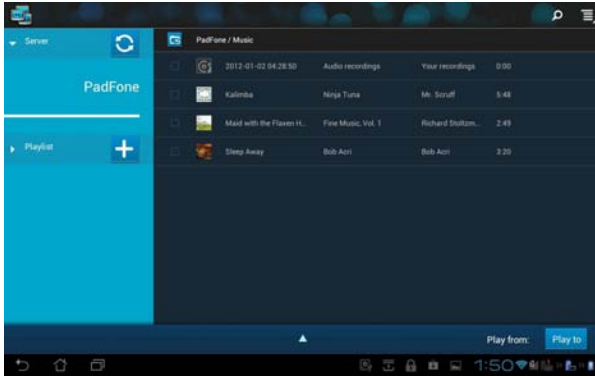 Server
PadFone / Music
2012-01-02 04:28:50 Audio recordings Your recordings 0:00
PadFone
Kalimba Ninja Tuna Mr. Scruff 5:48
Maid with the Flaxen H... Fine Music, Vol. 1 Richard Stoltzm... 2:49
Playlist
Sleep Away Bob Acri Bob Acri 3:20
Play from: Play to
1:50